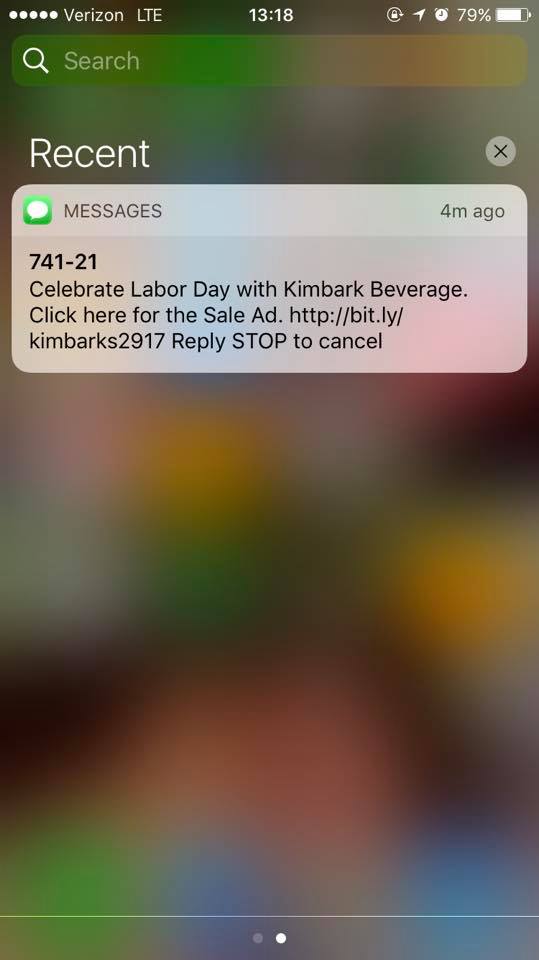 Verizon LTE 13:18 79%
Search
Recent
MESSAGES 4m ago
741-21
Celebrate Labor Day with Kimbark Beverage.
Click here for the Sale Ad. http://bit.ly/
kimbarks2917 Reply STOP to cancel